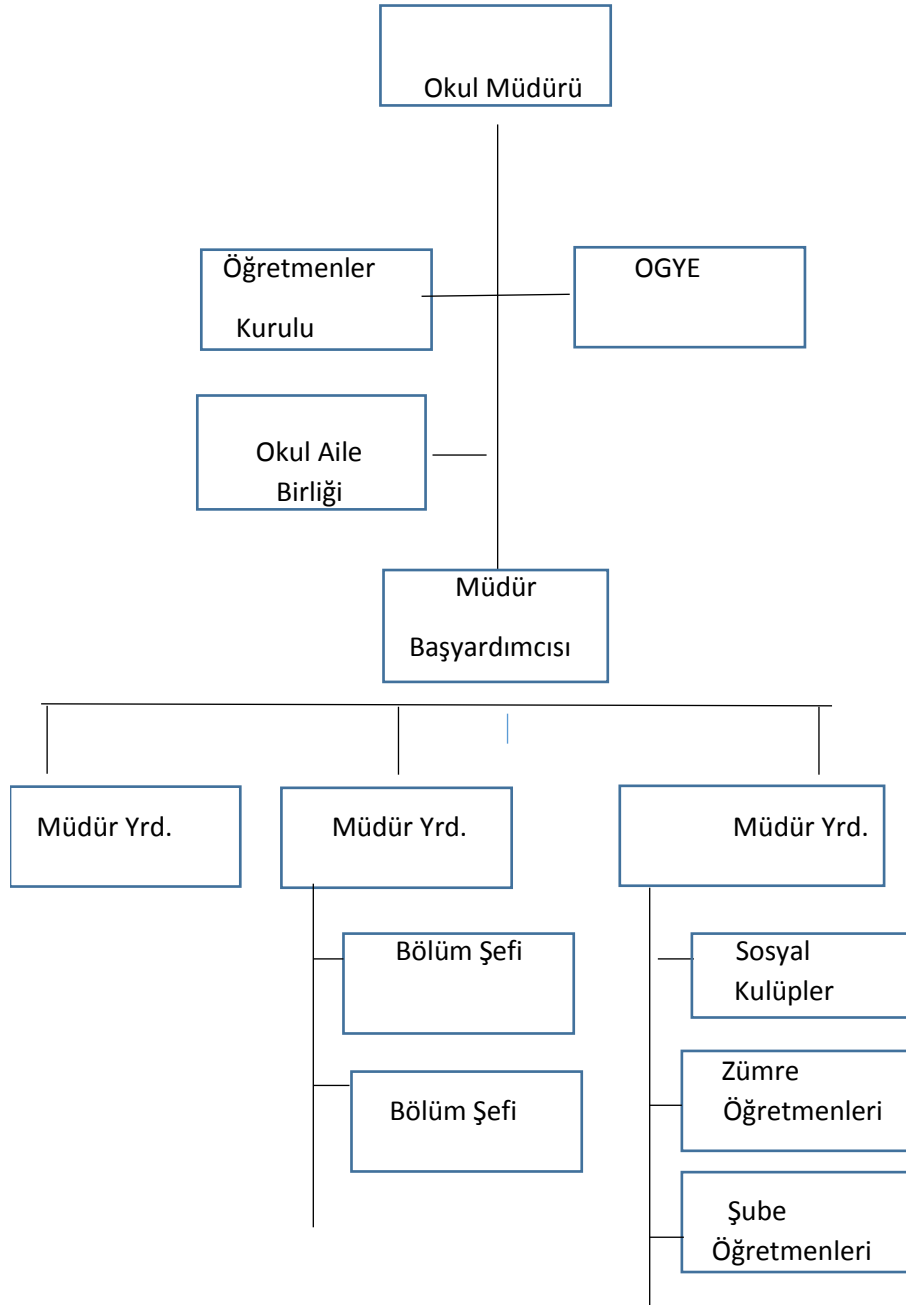 Okul Müdürü
Öğretmenler
Kurulu
OGYE
Okul Aile
Birliği
Müdür
Başyardımcısı
Müdür Yrd.
Müdür Yrd.
Müdür Yrd.
Bölüm Şefi
Bölüm Şefi
Sosyal
Kulüpler
Zümre
Öğretmenleri
Şube
Öğretmenleri